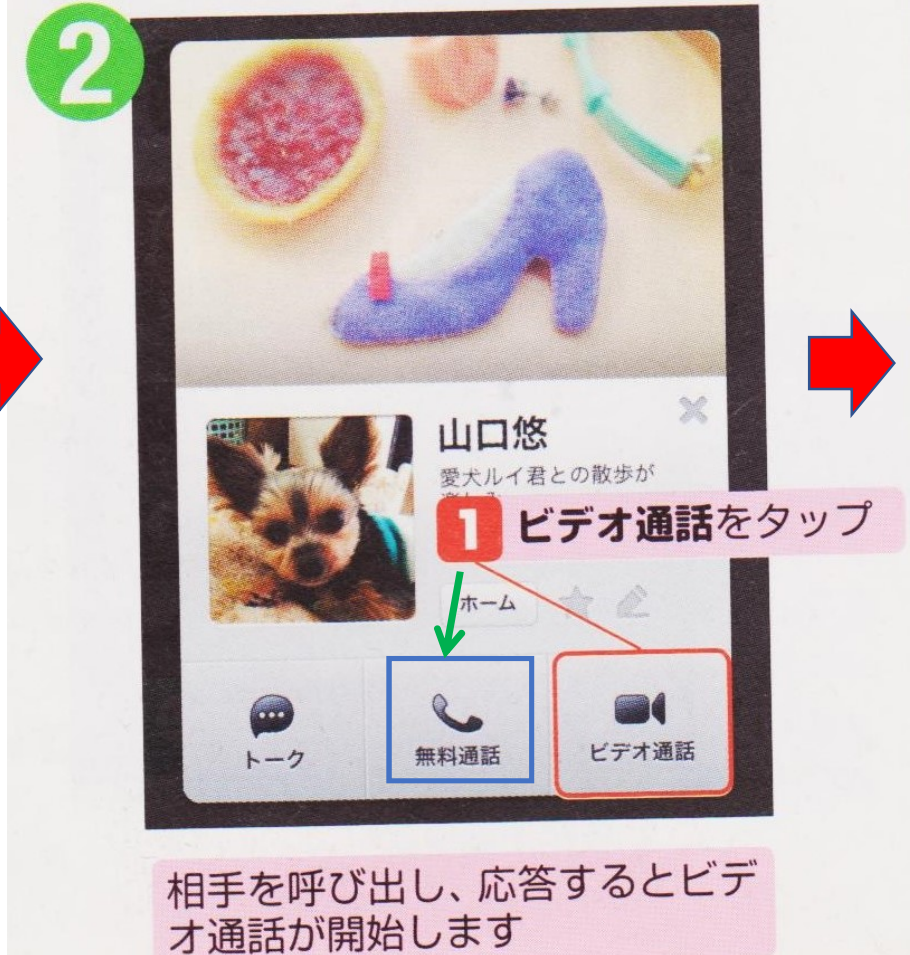 2
山口悠
愛犬ルイ君との散歩が
1 ビデオ通話をタップ
ホーム
トーク
無料通話
ビデオ通話
相手を呼び出し、応答するとビデ
オ通話が開始します